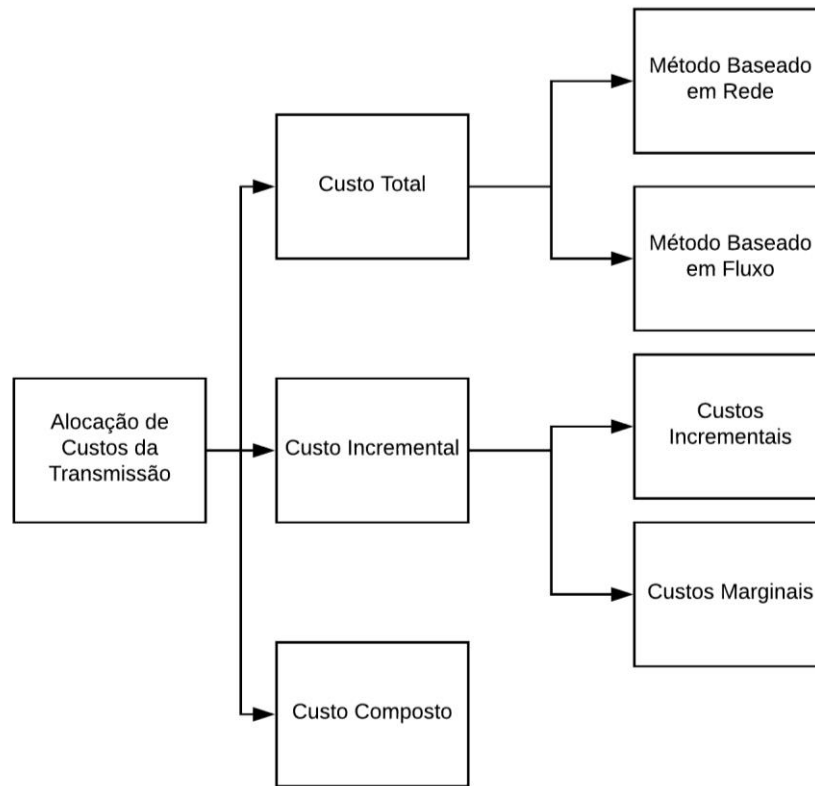 Alocação de
Custos da
Transmissão
Custo Total
Método Baseado
em Rede
Método Baseado
em Fluxo
Custo Incremental
Custos
Incrementais
Custos Marginais
Custo Composto